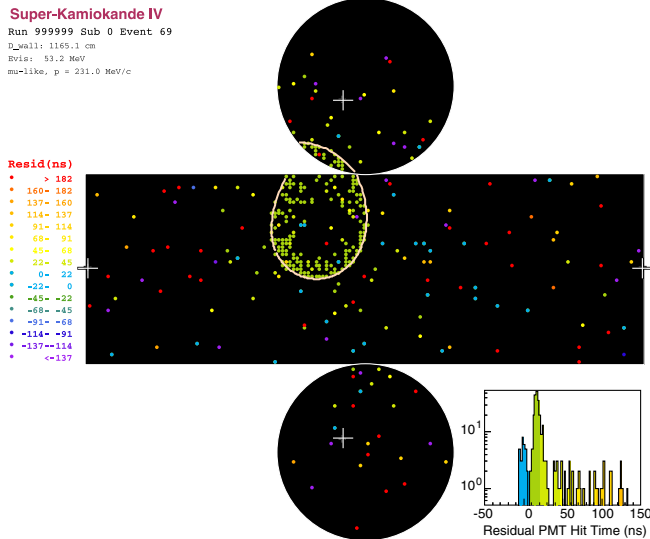 Super-Kamiokande IV
Run 999999 Sub 0 Event 69
D_wall: 1165.1 cm
Evis: 53.2 MeV
mu-like, p = 231.0 MeV/c
Resid(ns)
> 182
160- 182
137- 160
114- 137
91- 114
68- 91
45- 68
22- 45
0- 22
-22- 0
-45- -22
-68- -45
-91- -68
-114- -91
-137--114
<-137
10¹
10⁰
-50 0 50 100 150
Residual PMT Hit Time (ns)